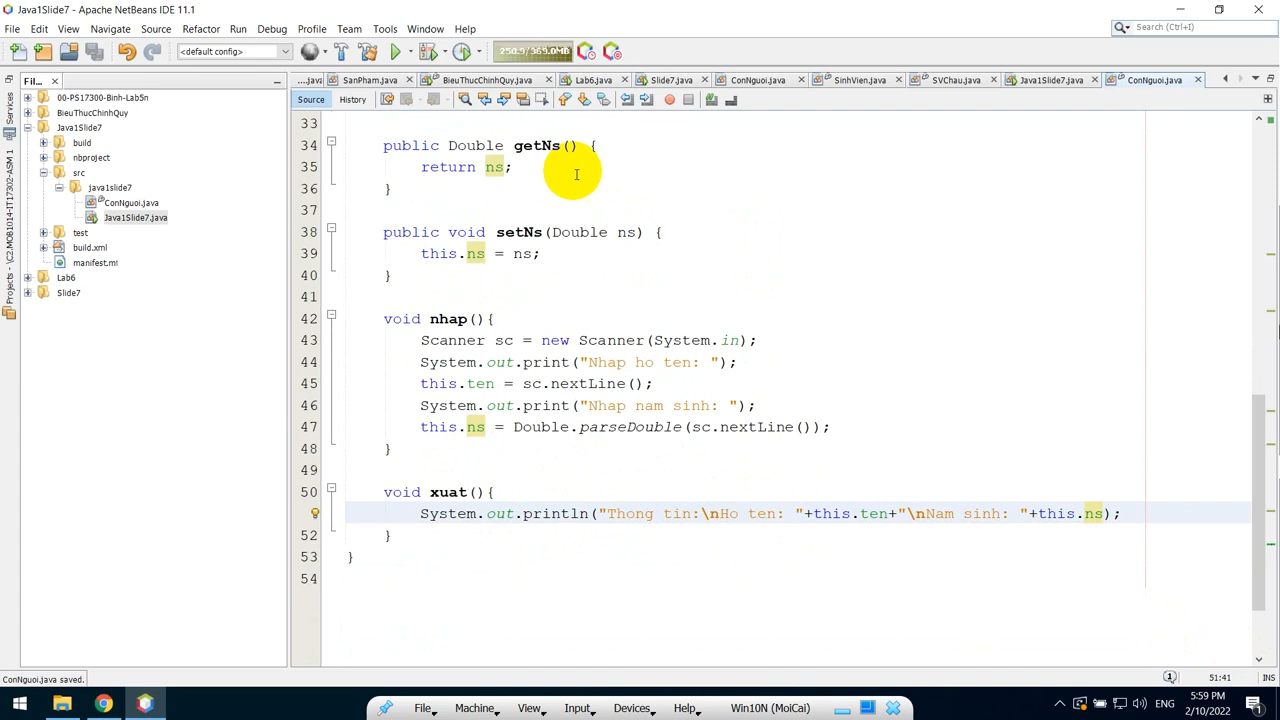 Java1Slide7 - Apache NetBeans IDE 11.1
File Edit View Navigate Source Refactor Run Debug Profile Team Tools Window Help
Search (Ctrl+I)
<default config>
250.9/369.0MB
Fil... ×
...java SanPham.java BieuThucChinhQuy.java Lab6.java Slide7.java ConNguoi.java SinhVien.java SVChau.java Java1Slide7.java ConNguoi.java
Source History
Services
Projects
Files - [C:\C2.MOB1014-IT17302-ASM 1
00-PS17300-Binh-Lab5n
BieuThucChinhQuy
Java1Slide7
build
nbproject
src
java1slide7
ConNguoi.java
Java1Slide7.java
test
build.xml
manifest.mf
Lab6
Slide7
33
34 public Double getNs() {
35 return ns;
36 }
37
38 public void setNs(Double ns) {
39 this.ns = ns;
40 }
41
42 void nhap(){
43 Scanner sc = new Scanner(System.in);
44 System.out.print("Nhap ho ten: ");
45 this.ten = sc.nextLine();
46 System.out.print("Nhap nam sinh: ");
47 this.ns = Double.parseDouble(sc.nextLine());
48 }
49
50 void xuat(){
System.out.println("Thong tin:\nHo ten: "+this.ten+"\nNam sinh: "+this.ns);
52 }
53 }
54
ConNguoi.java saved.
1
51:41
INS
File Machine View Input Devices Help Win10N (MoiCai)
ENG
5:59 PM
2/10/2022
1